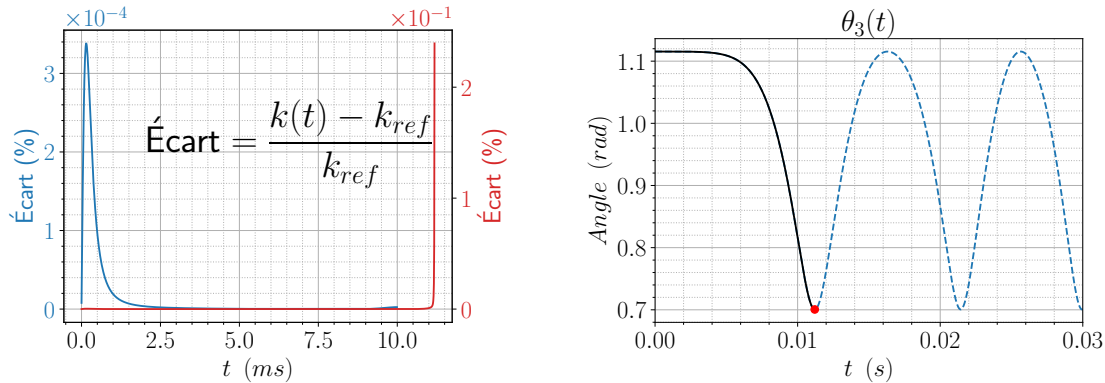 ×10⁻⁴
×10⁻¹
Écart (%)
3
2
1
0
Écart = k(t) − k_ref / k_ref
2
1
0
Écart (%)
0.0 2.5 5.0 7.5 10.0
t (ms)
θ₃(t)
Angle (rad)
1.1
1.0
0.9
0.8
0.7
0.00 0.01 0.02 0.03
t (s)